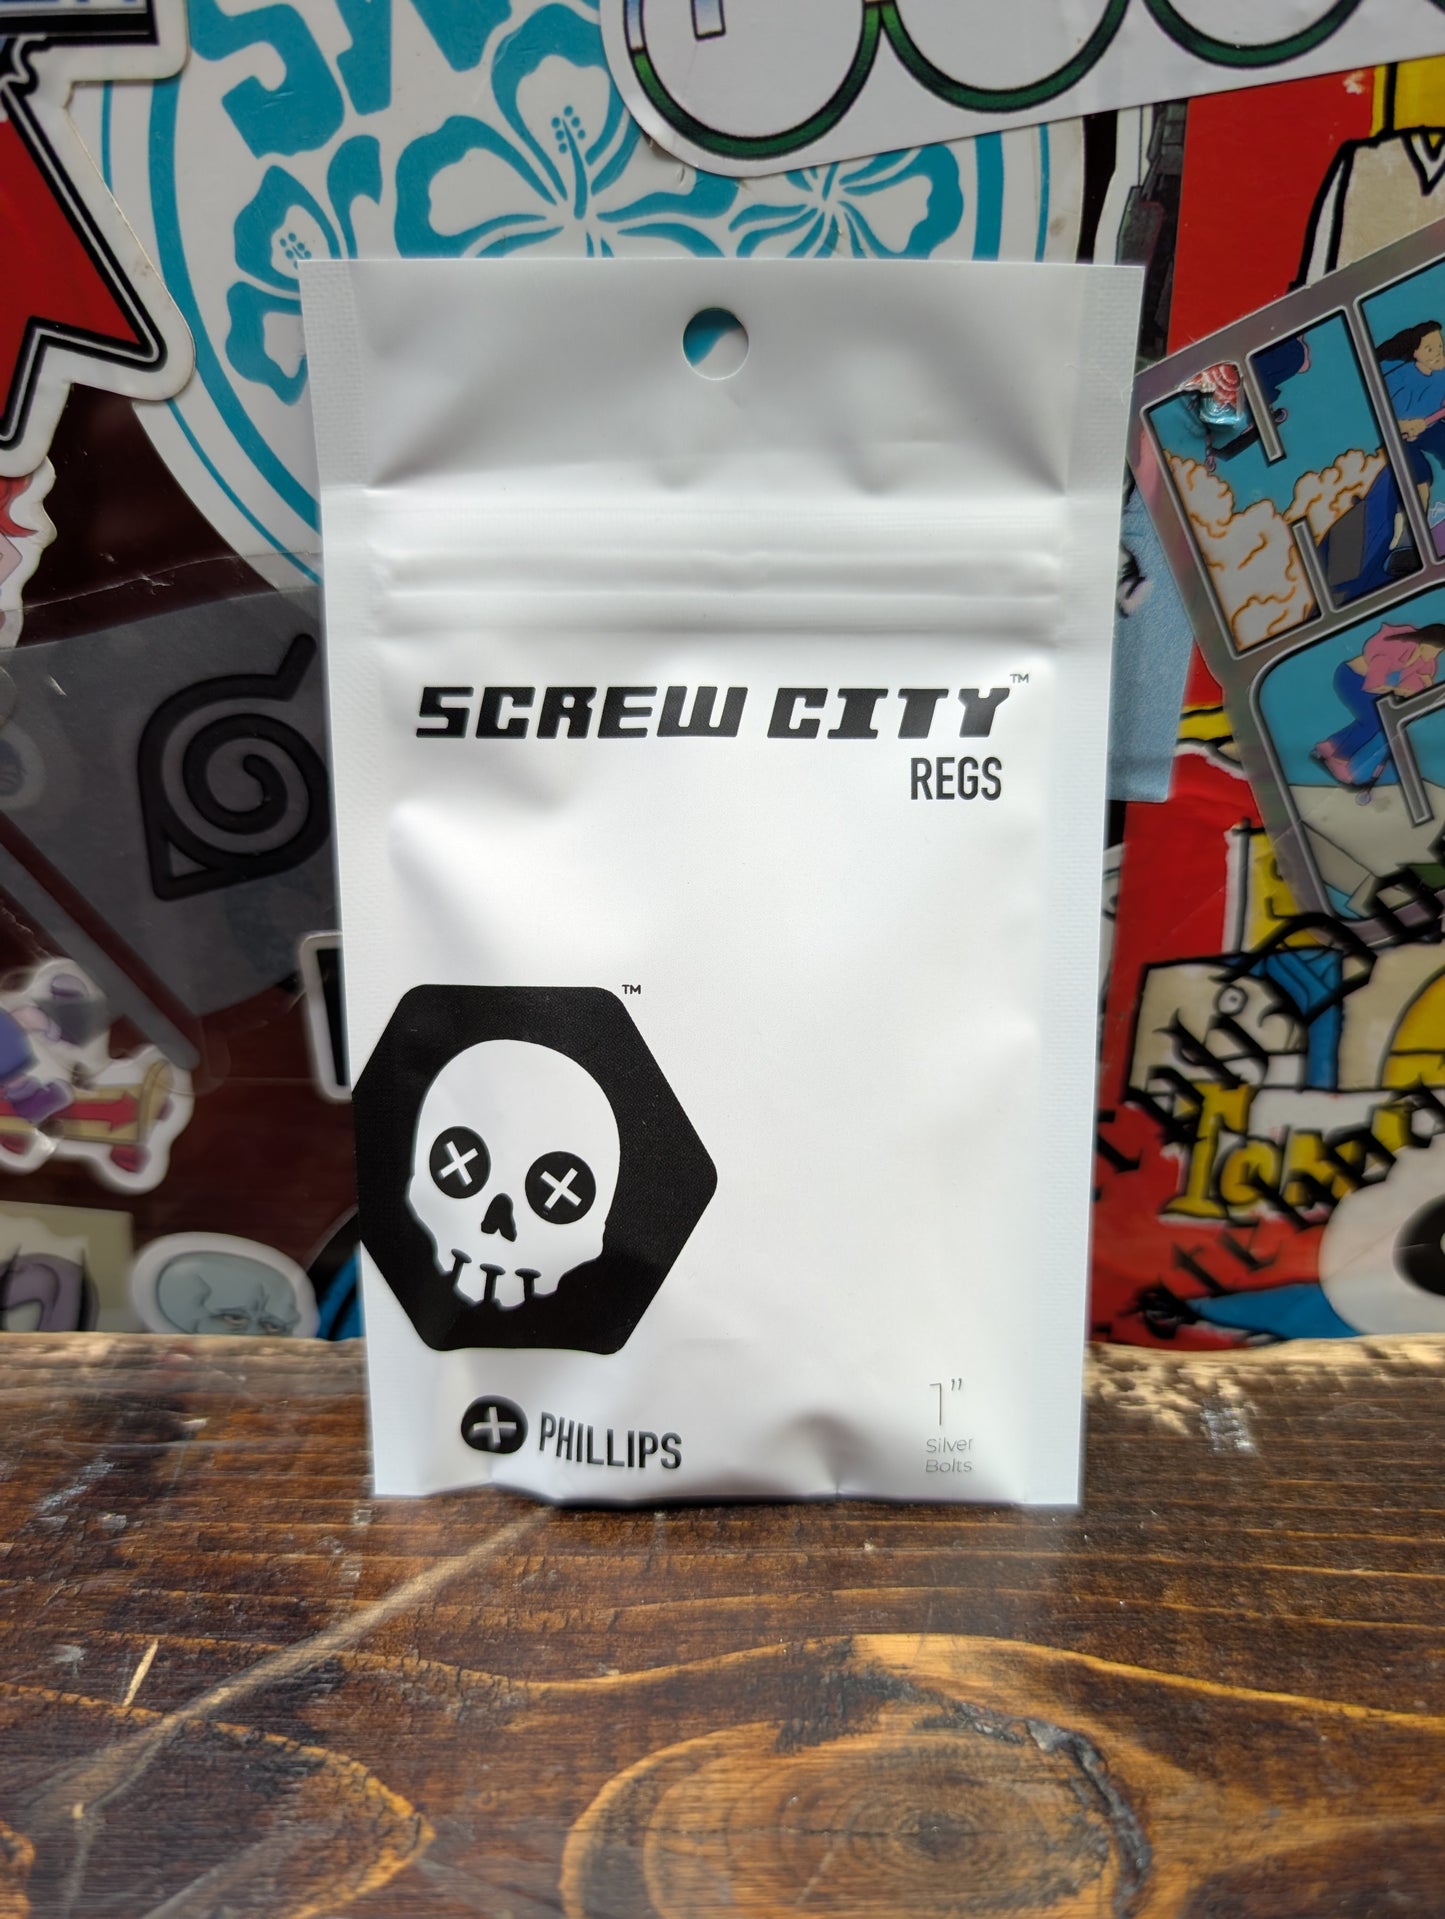 SCREW CITY™
REGS
™
PHILLIPS
1"
Silver
Bolts